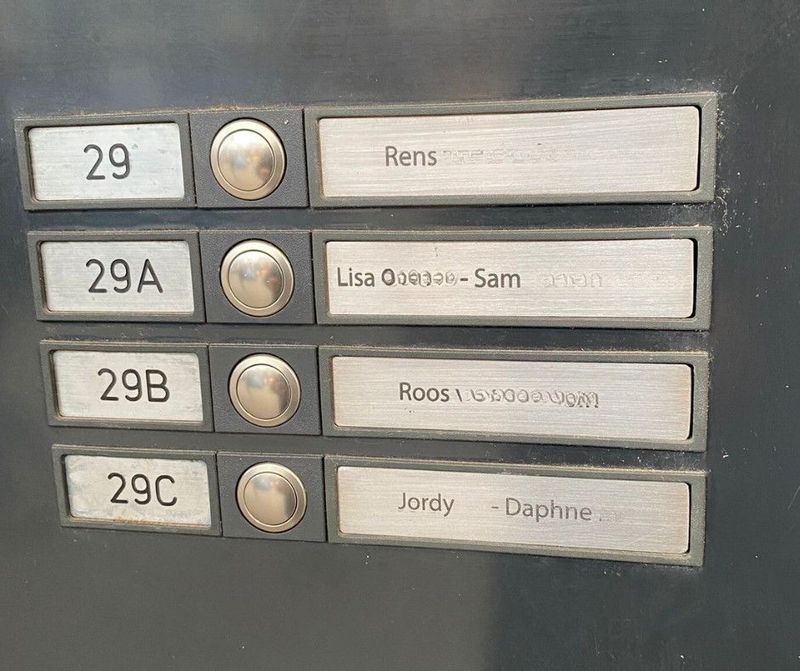 29 Rens
29A Lisa - Sam
29B Roos
29C Jordy - Daphne